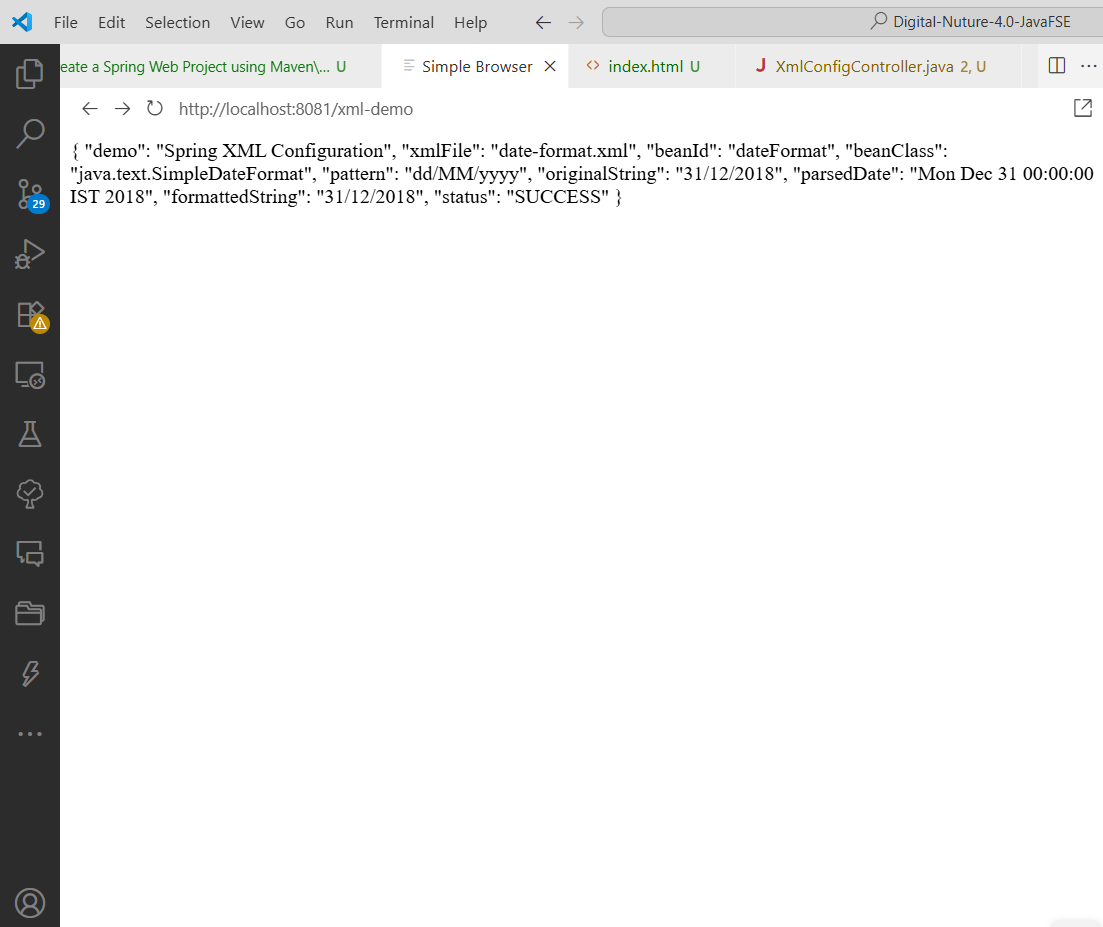 File Edit Selection View Go Run Terminal Help Digital-Nuture-4.0-JavaFSE
eate a Spring Web Project using Maven\... U Simple Browser index.html U J XmlConfigController.java 2, U
http://localhost:8081/xml-demo
{ "demo": "Spring XML Configuration", "xmlFile": "date-format.xml", "beanId": "dateFormat", "beanClass":
"java.text.SimpleDateFormat", "pattern": "dd/MM/yyyy", "originalString": "31/12/2018", "parsedDate": "Mon Dec 31 00:00:00
IST 2018", "formattedString": "31/12/2018", "status": "SUCCESS" }
29